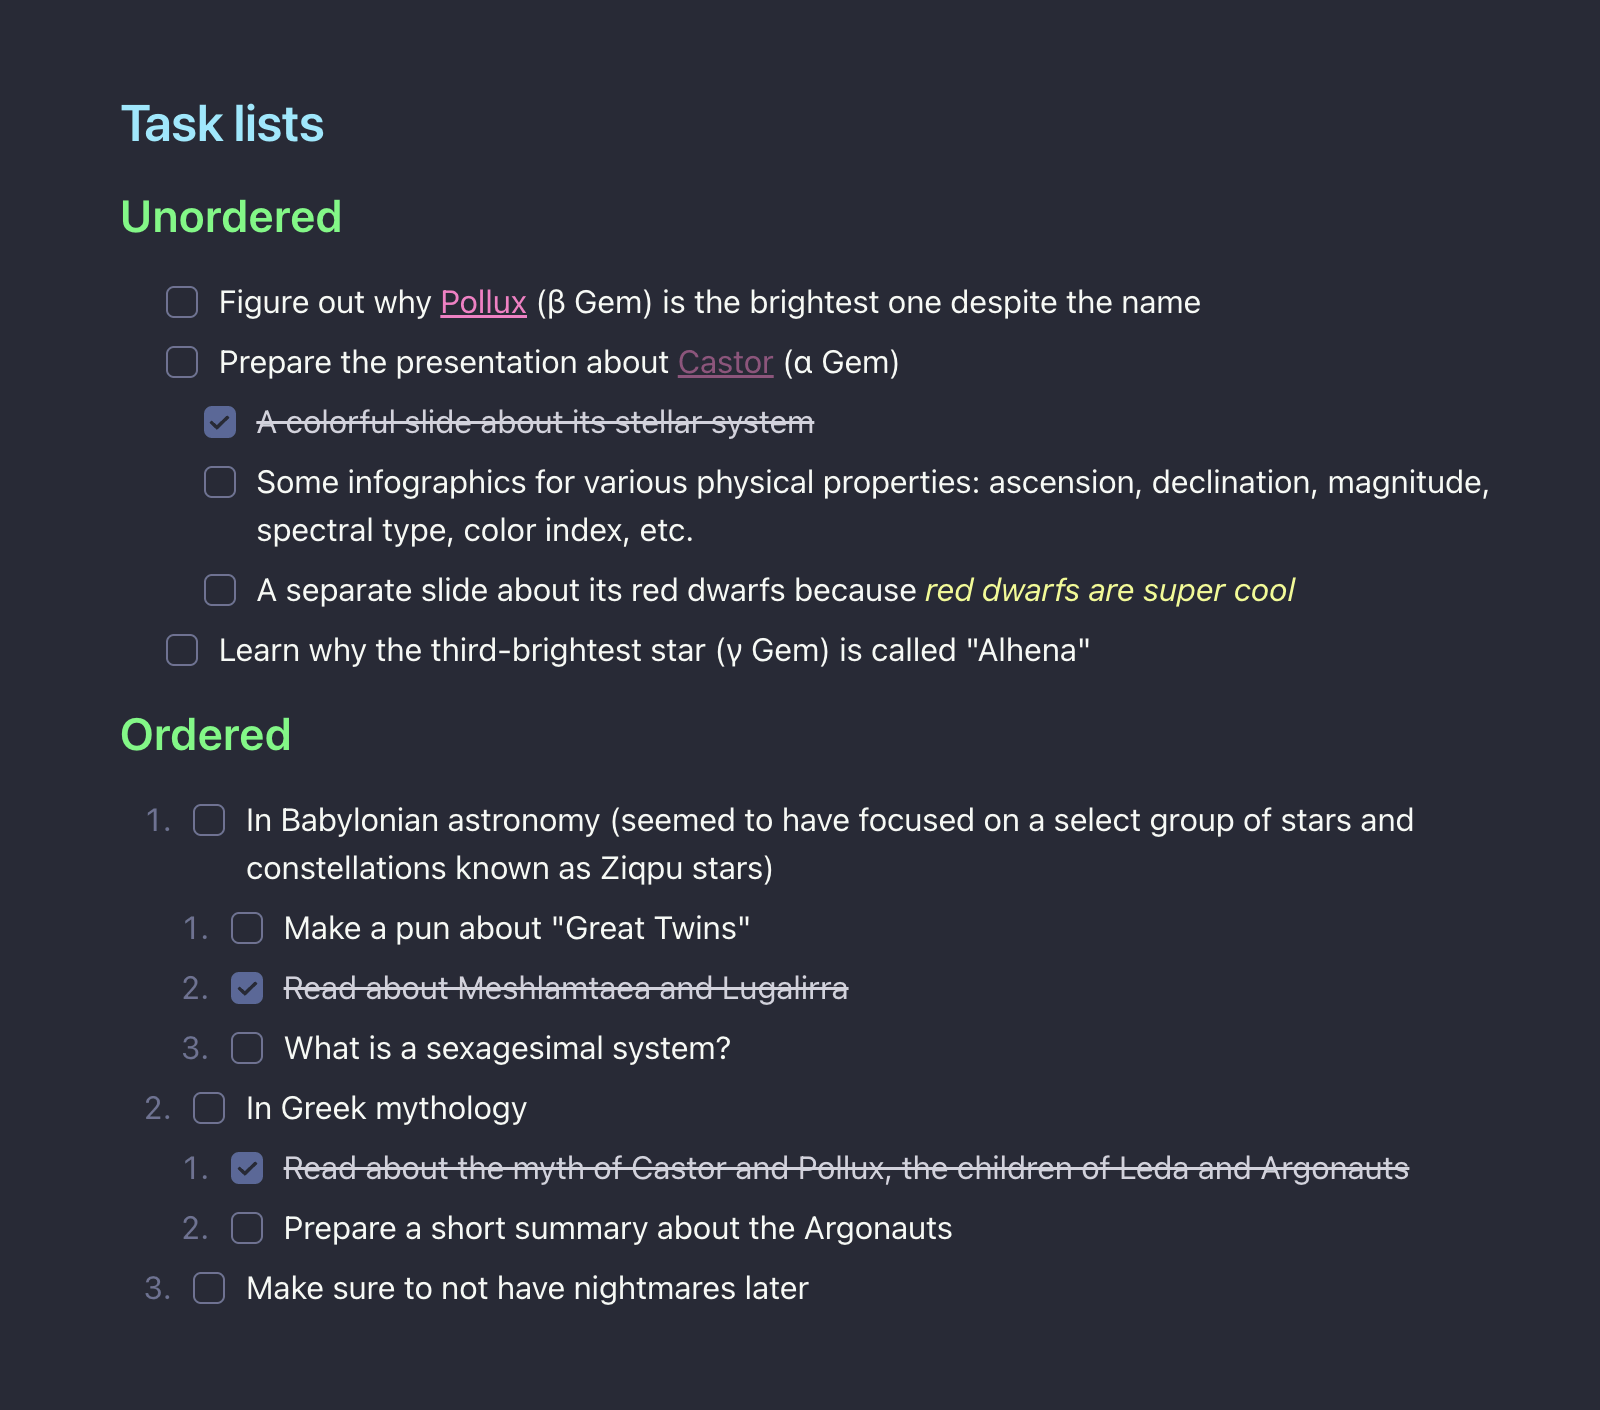 Task lists
Unordered
Figure out why Pollux (β Gem) is the brightest one despite the name
Prepare the presentation about Castor (α Gem)
A colorful slide about its stellar system
Some infographics for various physical properties: ascension, declination, magnitude,
spectral type, color index, etc.
A separate slide about its red dwarfs because red dwarfs are super cool
Learn why the third-brightest star (γ Gem) is called "Alhena"
Ordered
1. In Babylonian astronomy (seemed to have focused on a select group of stars and
constellations known as Ziqpu stars)
1. Make a pun about "Great Twins"
2. Read about Meshlamtaea and Lugalirra
3. What is a sexagesimal system?
2. In Greek mythology
1. Read about the myth of Castor and Pollux, the children of Leda and Argonauts
2. Prepare a short summary about the Argonauts
3. Make sure to not have nightmares later